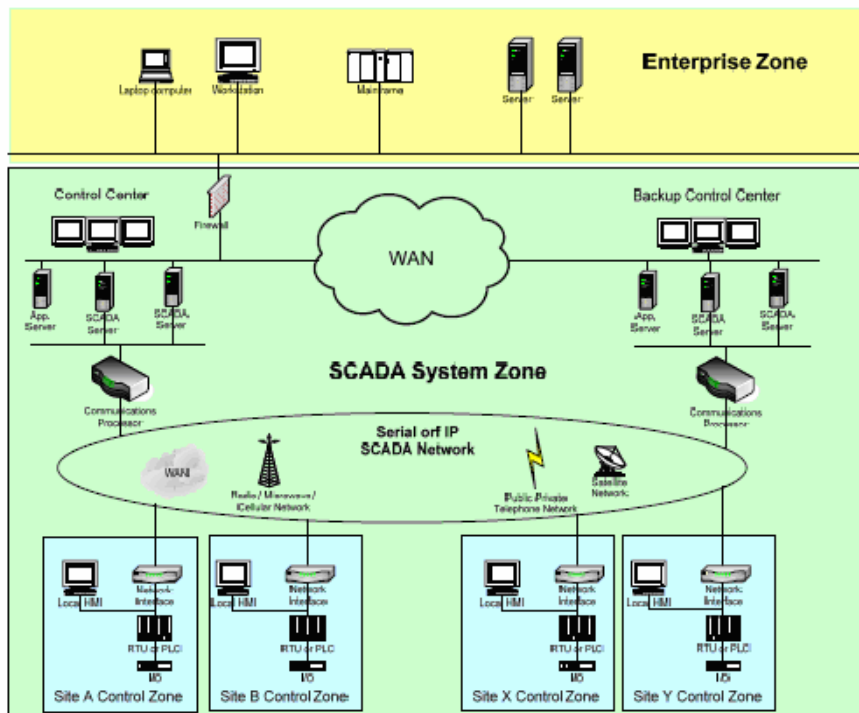 Enterprise Zone
Laptop computer
Workstation
Mainframe
Server
Server
Control Center
Firewall
WAN
Backup Control Center
App.
Server
SCADA
Server
SCADA
Server
App.
Server
SCADA
Server
SCADA
Server
Communications
Processor
SCADA System Zone
Communications
Processor
Serial orf IP
SCADA Network
WAN
Radio / Microwave /
Cellular Network
Public Private
Telephone Network
Satellite
Network
Local HMI
Network
Interface
RTU or PLC
I/O
Site A Control Zone
Local HMI
Network
Interface
RTU or PLC
I/O
Site B Control Zone
Local HMI
Network
Interface
RTU or PLC
I/O
Site X Control Zone
Local HMI
Network
Interface
RTU or PLC
I/O
Site Y Control Zone